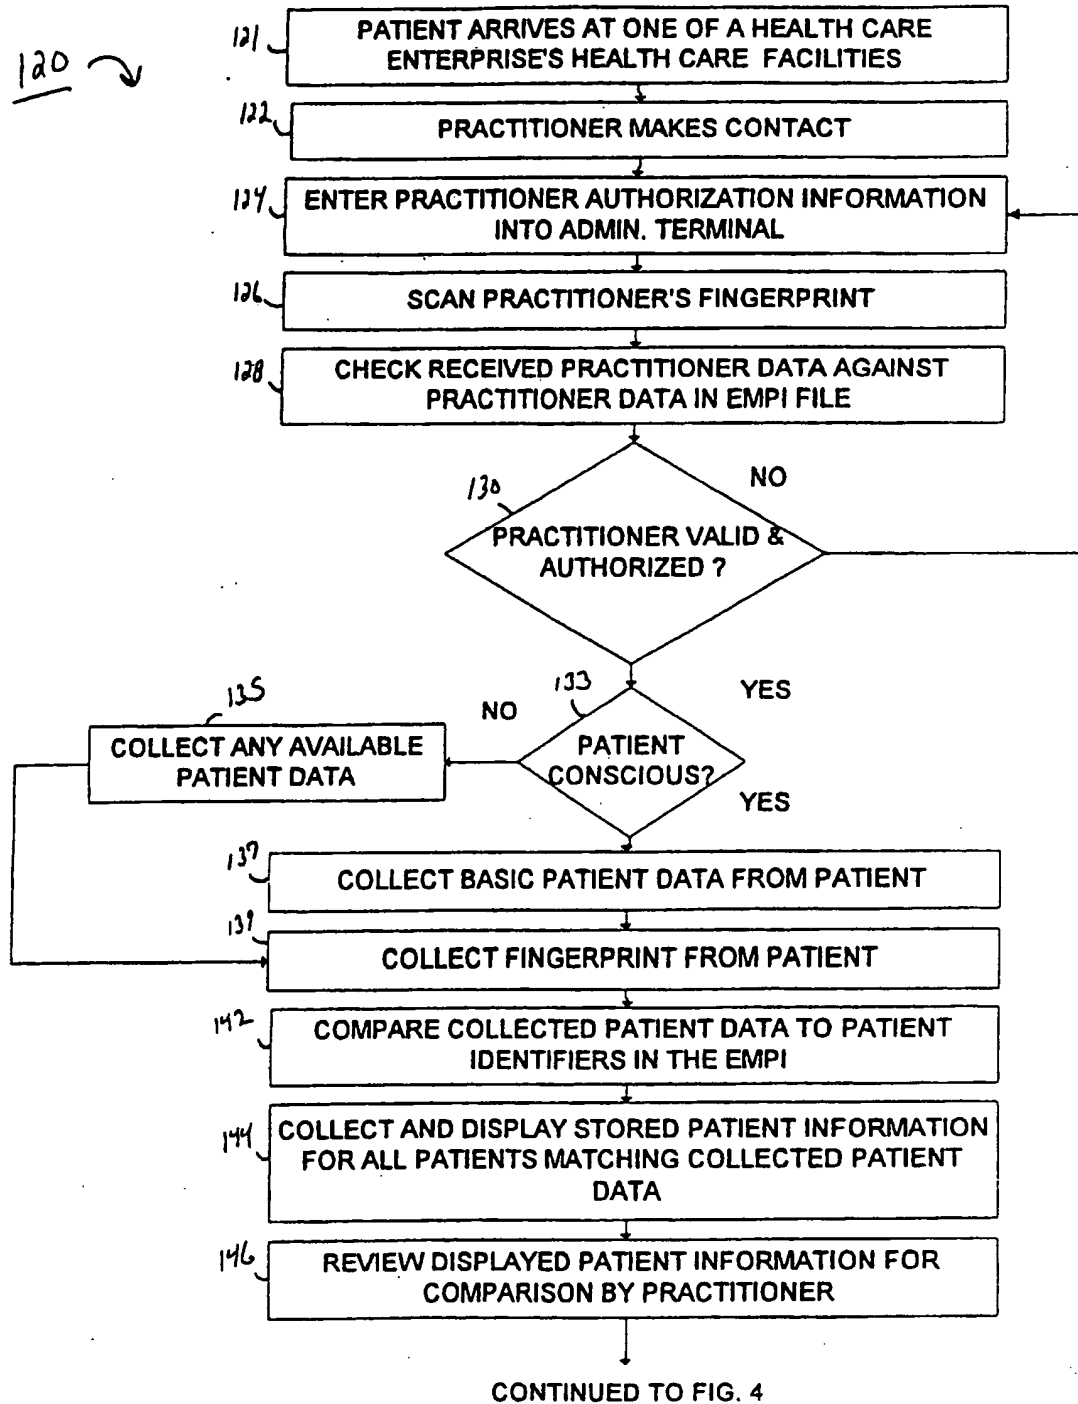 120
121
PATIENT ARRIVES AT ONE OF A HEALTH CARE
ENTERPRISE'S HEALTH CARE FACILITIES
122
PRACTITIONER MAKES CONTACT
124
ENTER PRACTITIONER AUTHORIZATION INFORMATION
INTO ADMIN. TERMINAL
126
SCAN PRACTITIONER'S FINGERPRINT
128
CHECK RECEIVED PRACTITIONER DATA AGAINST
PRACTITIONER DATA IN EMPI FILE
130
NO
PRACTITIONER VALID &
AUTHORIZED ?
YES
133
NO
135
COLLECT ANY AVAILABLE
PATIENT DATA
PATIENT
CONSCIOUS?
YES
137
COLLECT BASIC PATIENT DATA FROM PATIENT
139
COLLECT FINGERPRINT FROM PATIENT
142
COMPARE COLLECTED PATIENT DATA TO PATIENT
IDENTIFIERS IN THE EMPI
144
COLLECT AND DISPLAY STORED PATIENT INFORMATION
FOR ALL PATIENTS MATCHING COLLECTED PATIENT
DATA
146
REVIEW DISPLAYED PATIENT INFORMATION FOR
COMPARISON BY PRACTITIONER
CONTINUED TO FIG. 4